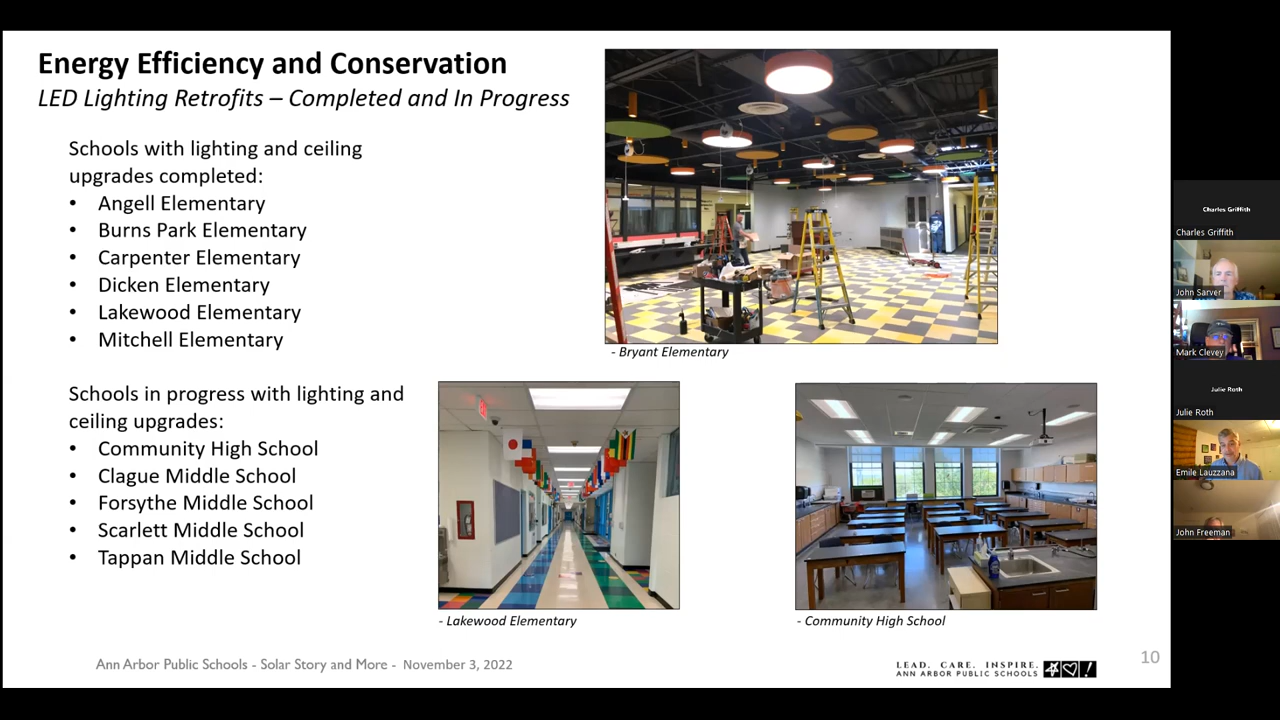 Energy Efficiency and Conservation
LED Lighting Retrofits – Completed and In Progress
Schools with lighting and ceiling
upgrades completed:
• Angell Elementary
• Burns Park Elementary
• Carpenter Elementary
• Dicken Elementary
• Lakewood Elementary
• Mitchell Elementary
Schools in progress with lighting and
ceiling upgrades:
• Community High School
• Clague Middle School
• Forsythe Middle School
• Scarlett Middle School
• Tappan Middle School
- Bryant Elementary
- Lakewood Elementary
- Community High School
Ann Arbor Public Schools - Solar Story and More - November 3, 2022
LEAD. CARE. INSPIRE.
ANN ARBOR PUBLIC SCHOOLS
10
Charles Griffith
Charles Griffith
John Sarver
Mark Clevey
Julie Roth
Julie Roth
Emile Lauzzana
John Freeman